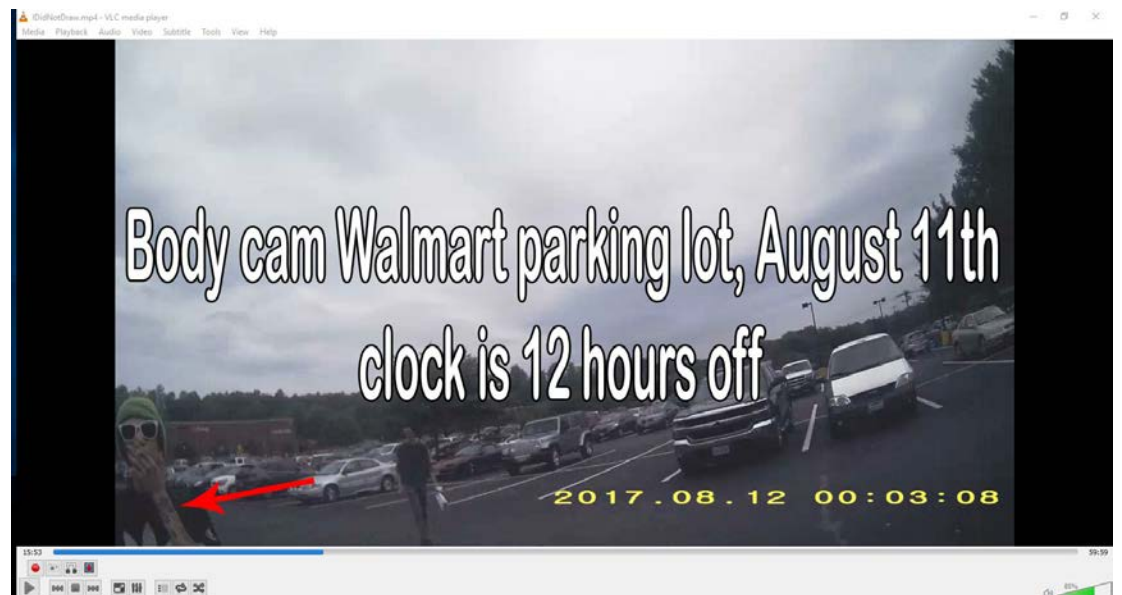 IDidNotDraw.mp4 - VLC media player
Media Playback Audio Video Subtitle Tools View Help
Body cam Walmart parking lot, August 11th
clock is 12 hours off
2017.08.12 00:03:08
15:53 59:59
85%